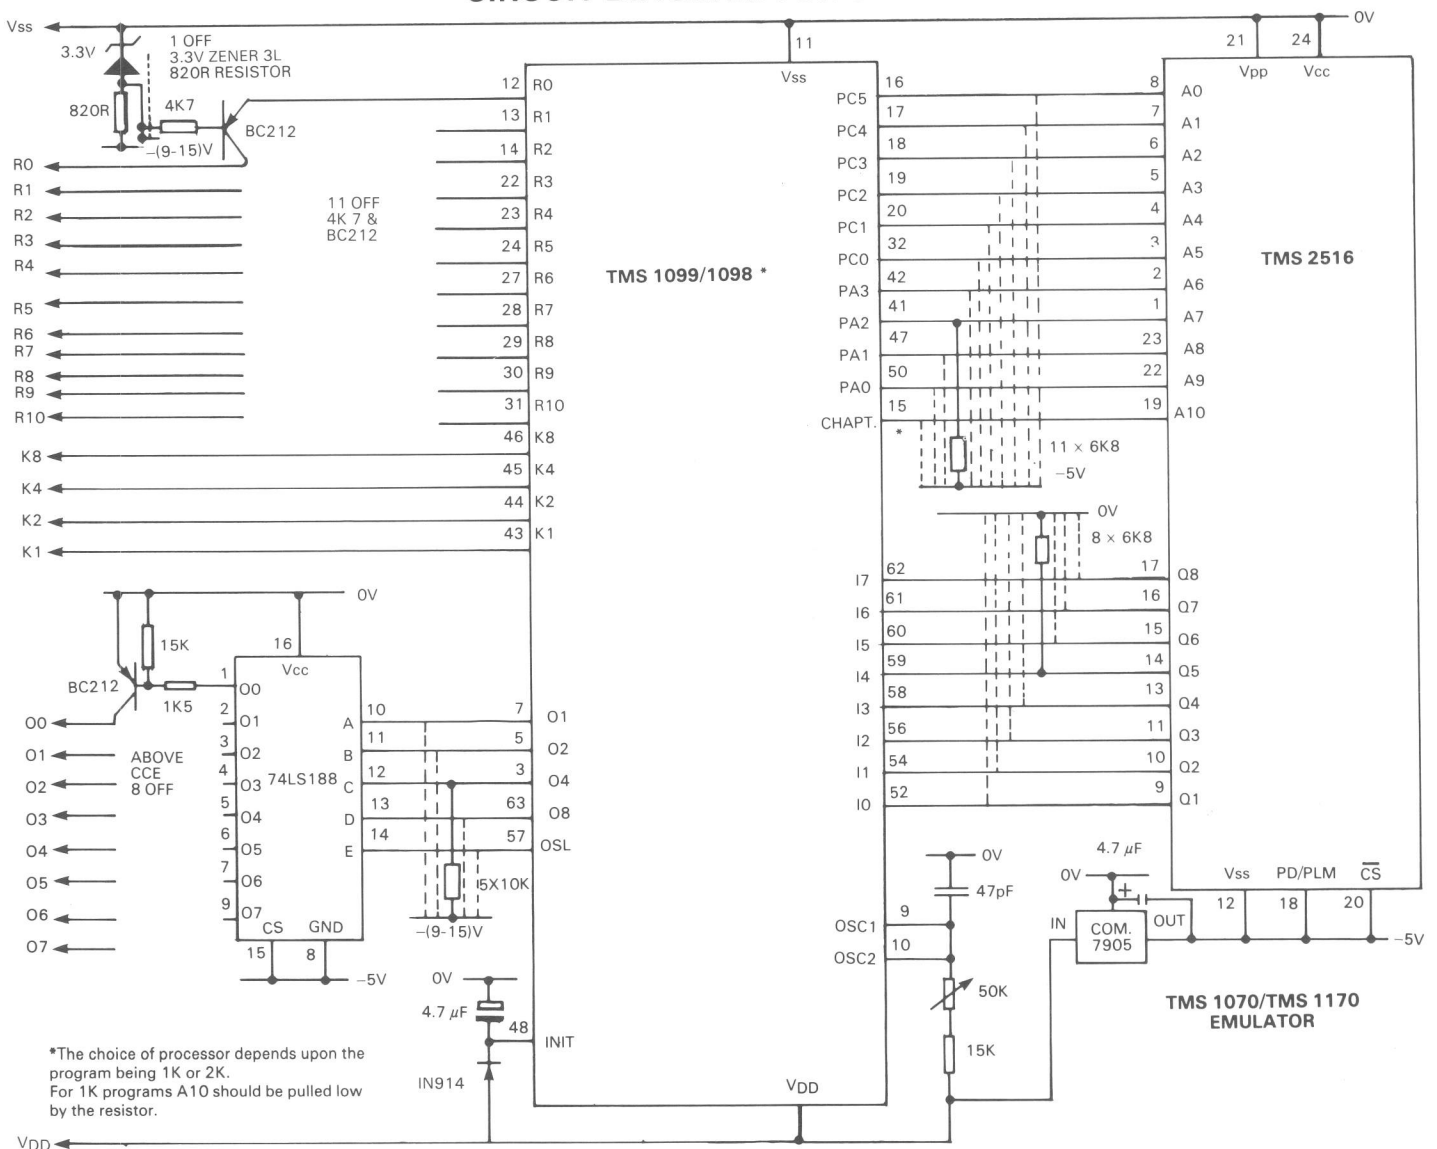 Vss
0V
3.3V
1 OFF
3.3V ZENER 3L
820R RESISTOR
820R
4K7
BC212
–(9-15)V
11
Vss
21
24
Vpp
Vcc
R0
R1
R2
R3
R4
R5
R6
R7
R8
R9
R10
K8
K4
K2
K1
11 OFF
4K 7 &
BC212
12 R0
13 R1
14 R2
22 R3
23 R4
24 R5
27 R6
28 R7
29 R8
30 R9
31 R10
46 K8
45 K4
44 K2
43 K1
TMS 1099/1098 *
PC5 16
PC4 17
PC3 18
PC2 19
PC1 20
PC0 32
PA3 42
PA2 41
PA1 47
PA0 50
CHAPT. 15
*
8 A0
7 A1
6 A2
5 A3
4 A4
3 A5
2 A6
1 A7
23 A8
22 A9
19 A10
TMS 2516
11 × 6K8
–5V
0V
8 × 6K8
I7 62
I6 61
I5 60
I4 59
I3 58
I2 56
I1 54
I0 52
17 Q8
16 Q7
15 Q6
14 Q5
13 Q4
11 Q3
10 Q2
9 Q1
0V
15K
16
Vcc
BC212
1K5
1 O0
2 O1
3 O2
4 O3
5 O4
6 O5
7 O6
9 O7
74LS188
A 10
B 11
C 12
D 13
E 14
CS
GND
15
8
–5V
O0
O1
O2
O3
O4
O5
O6
O7
ABOVE
CCE
8 OFF
7 O1
5 O2
3 O4
63 O8
57 OSL
5X10K
–(9-15)V
0V
4.7 µF
48 INIT
IN914
0V
47pF
OSC1 9
OSC2 10
50K
15K
VDD
4.7 µF
0V
+
IN
OUT
COM.
7905
Vss
PD/PLM
CS
12
18
20
–5V
TMS 1070/TMS 1170
EMULATOR
*The choice of processor depends upon the
program being 1K or 2K.
For 1K programs A10 should be pulled low
by the resistor.
VDD